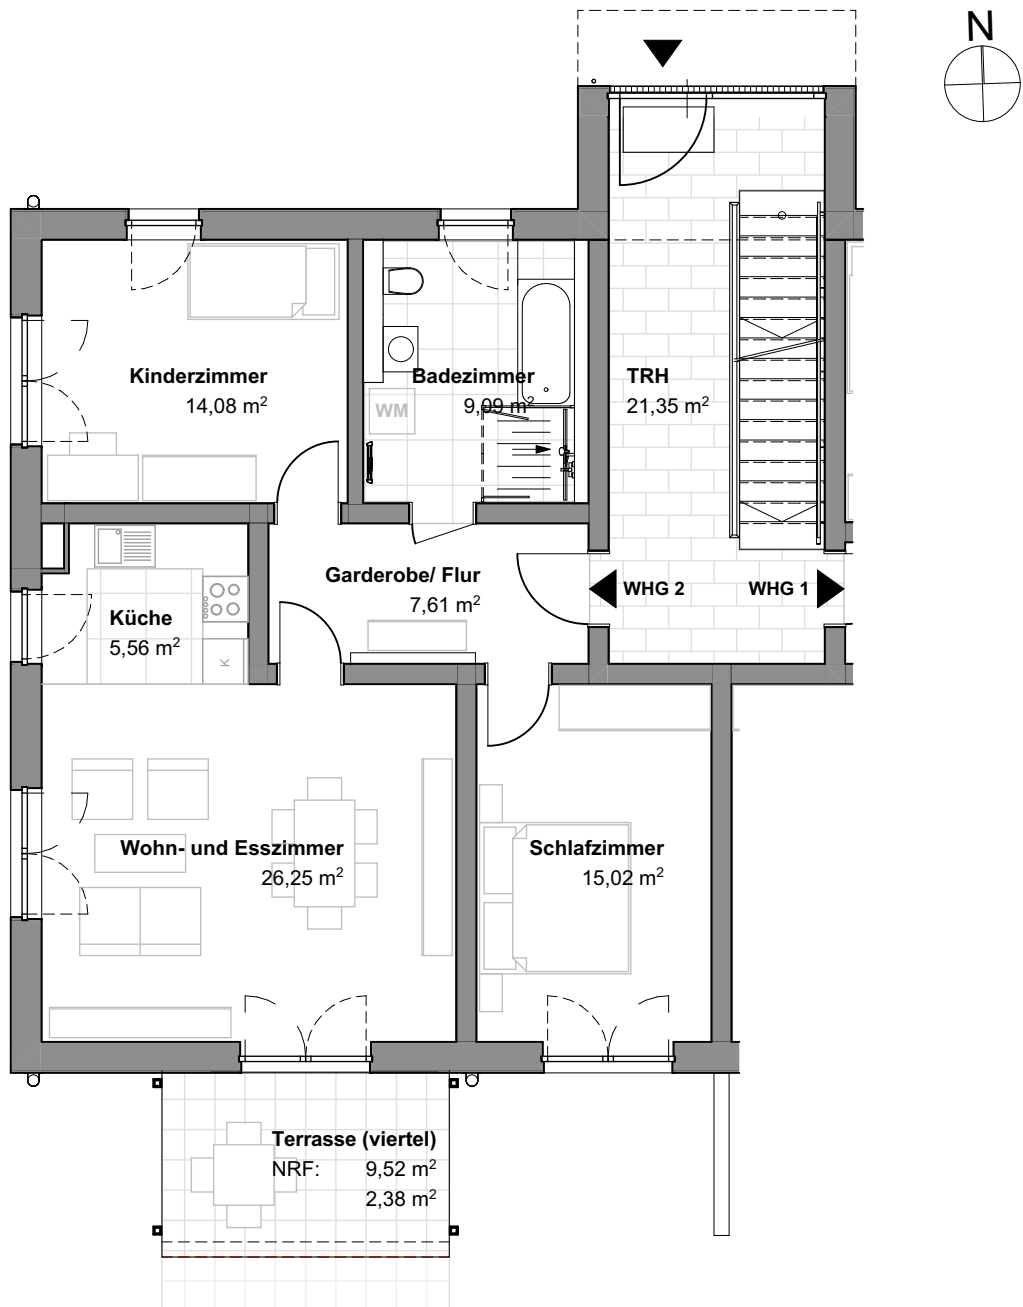 N
Kinderzimmer
14,08 m²
Badezimmer
9,09 m²
WM
TRH
21,35 m²
Garderobe/ Flur
7,61 m²
WHG 2
WHG 1
Küche
5,56 m²
K
Wohn- und Esszimmer
26,25 m²
Schlafzimmer
15,02 m²
Terrasse (viertel)
NRF: 9,52 m²
2,38 m²